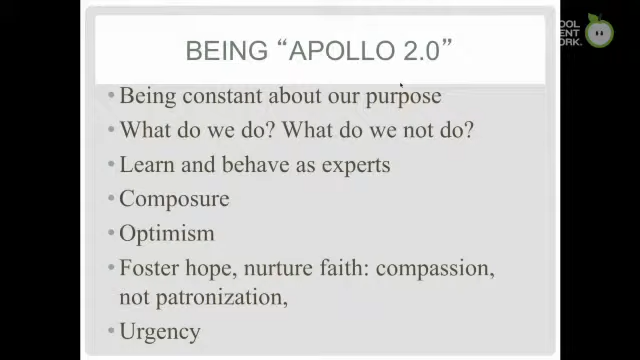 BEING “APOLLO 2.0”
• Being constant about our purpose
• What do we do? What do we not do?
• Learn and behave as experts
• Composure
• Optimism
• Foster hope, nurture faith: compassion,
not patronization,
• Urgency